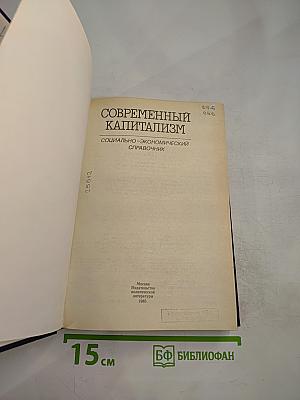 СОВРЕМЕННЫЙ
КАПИТАЛИЗМ
СОЦИАЛЬНО-ЭКОНОМИЧЕСКИЙ
СПРАВОЧНИК
Москва
Издательство
политической
литературы
15 см
БФ БИБЛИОФАН